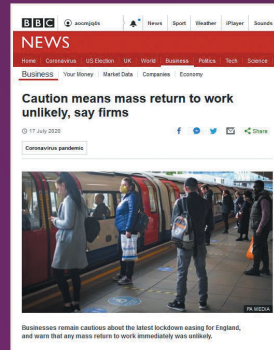 BBC aocmjqds News Sport Weather iPlayer Sounds
NEWS
Home Coronavirus US Election UK World Business Politics Tech Science
Business Your Money Market Data Companies Economy
Caution means mass return to work
unlikely, say firms
17 July 2020 Share
Coronavirus pandemic
PA MEDIA
Businesses remain cautious about the latest lockdown easing for England,
and warn that any mass return to work immediately was unlikely.